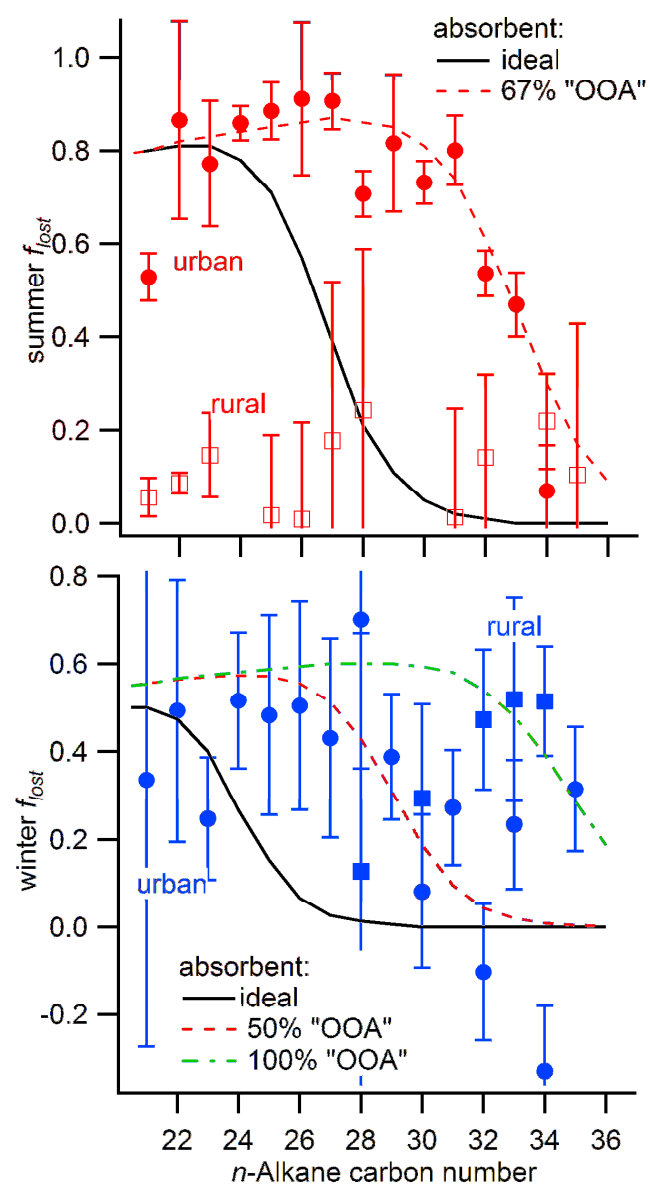 absorbent:
ideal
67% "OOA"
1.0
0.8
0.6
0.4
0.2
0.0
summer f_lost
urban
rural
0.8
0.6
0.4
0.2
0.0
-0.2
winter f_lost
rural
urban
absorbent:
ideal
50% "OOA"
100% "OOA"
22 24 26 28 30 32 34 36
n-Alkane carbon number